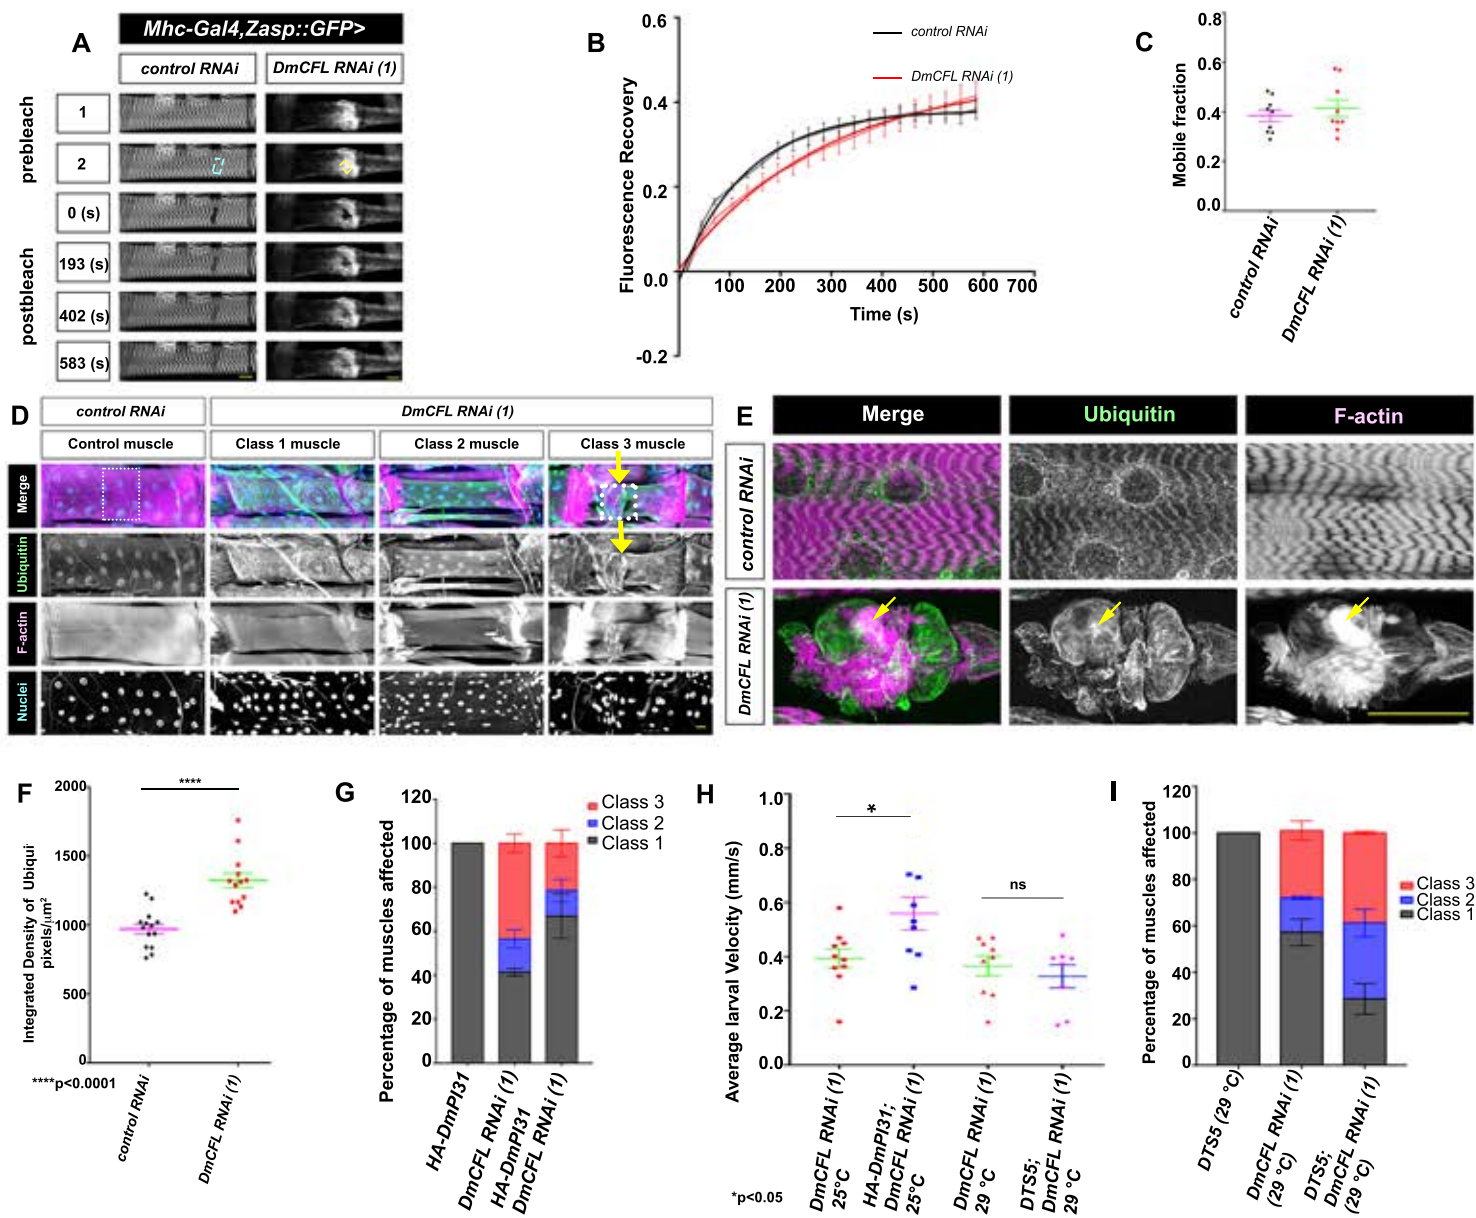 A
Mhc-Gal4,Zasp::GFP>
control RNAi
DmCFL RNAi (1)
prebleach
postbleach
1
2
0 (s)
193 (s)
402 (s)
583 (s)
B
control RNAi
DmCFL RNAi (1)
Fluorescence Recovery
0.6
0.4
0.2
0.0
-0.2
100 200 300 400 500 600 700
Time (s)
C
Mobile fraction
0.8
0.6
0.4
0.2
0.0
control RNAi
DmCFL RNAi (1)
D
control RNAi
DmCFL RNAi (1)
Control muscle
Class 1 muscle
Class 2 muscle
Class 3 muscle
Merge
Ubiquitin
F-actin
Nuclei
E
Merge
Ubiquitin
F-actin
control RNAi
DmCFL RNAi (1)
F
Integrated Density of Ubiqui
pixels/µm²
2000
1500
1000
500
0
****
****p<0.0001
control RNAi
DmCFL RNAi (1)
G
Percentage of muscles affected
120
100
80
60
40
20
0
Class 3
Class 2
Class 1
HA-DmPI31
DmCFL RNAi (1)
HA-DmPI31
DmCFL RNAi (1)
H
Average larval Velocity (mm/s)
1.0
0.8
0.6
0.4
0.2
0.0
*
ns
*p<0.05
DmCFL RNAi (1)
25°C
HA-DmPI31;
DmCFL RNAi (1)
25°C
DmCFL RNAi (1)
29 °C
DTS5;
DmCFL RNAi (1)
29 °C
I
Percentage of muscles affected
120
100
80
60
40
20
0
Class 3
Class 2
Class 1
DTS5 (29 °C)
DmCFL RNAi (1)
(29 °C)
DTS5;
DmCFL RNAi (1)
(29 °C)